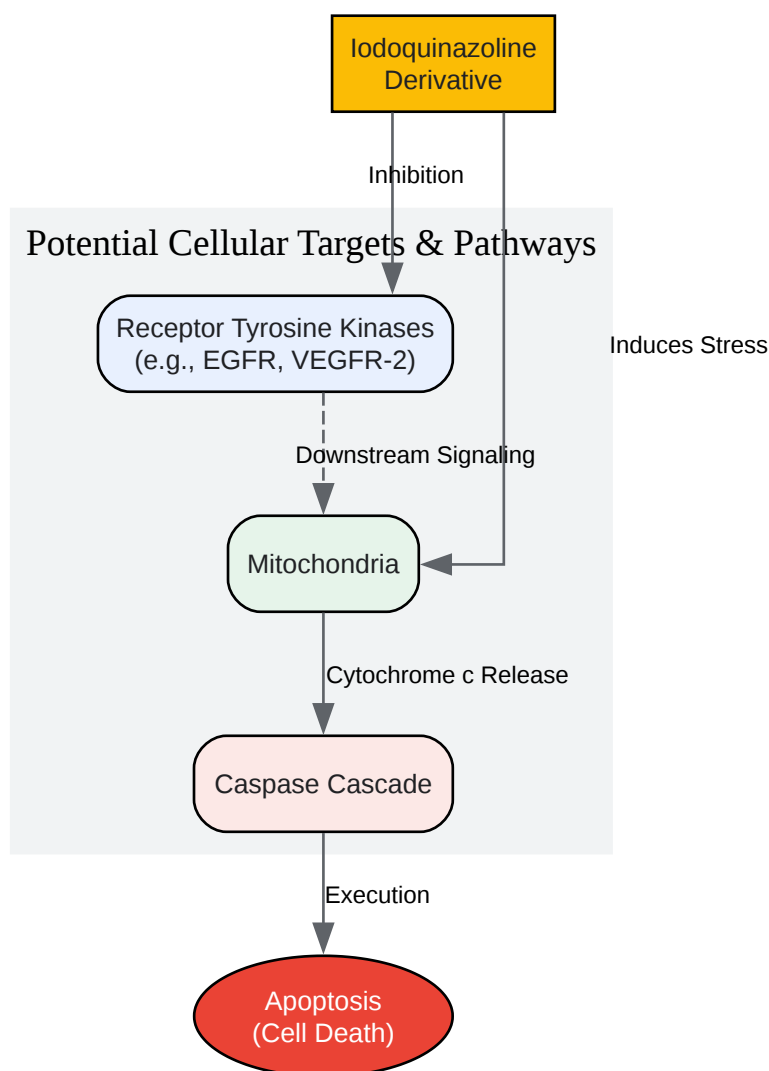 Iodoquinazoline
Derivative
Inhibition
Potential Cellular Targets & Pathways
Receptor Tyrosine Kinases
(e.g., EGFR, VEGFR-2)
Induces Stress
Downstream Signaling
Mitochondria
Cytochrome c Release
Caspase Cascade
Execution
Apoptosis
(Cell Death)